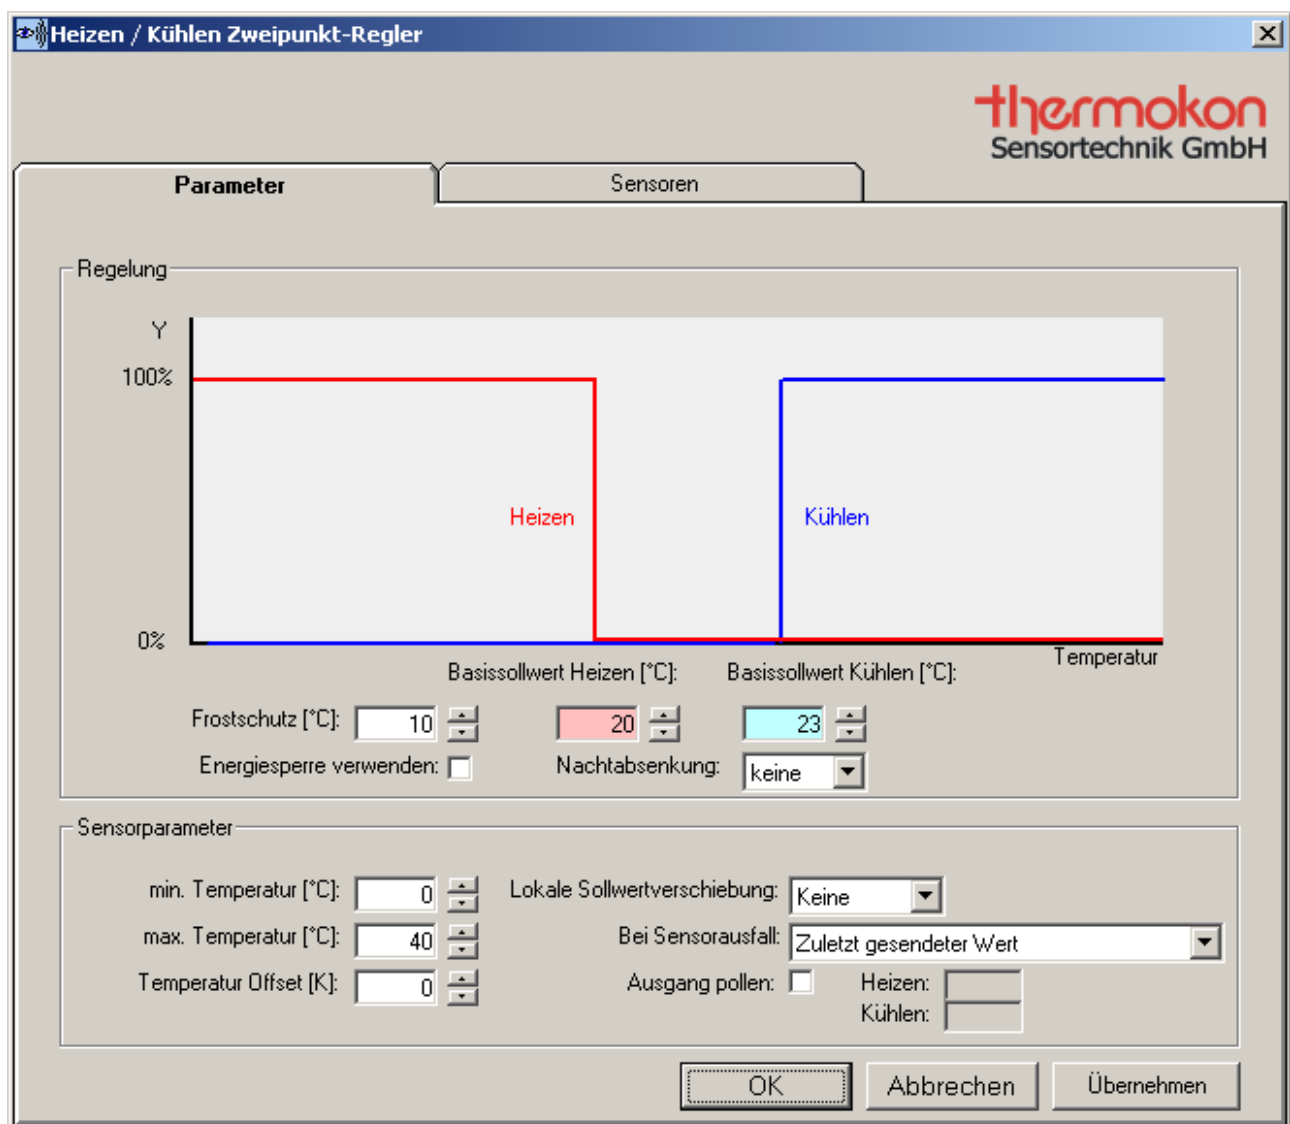 Heizen / Kühlen Zweipunkt-Regler
thermokon
Sensortechnik GmbH
Parameter
Sensoren
Regelung
Y
100%
Heizen
Kühlen
0%
Temperatur
Basissollwert Heizen [°C]:
Basissollwert Kühlen [°C]:
Frostschutz [°C]: 10
20
23
Energiesperre verwenden:
Nachtabsenkung: keine
Sensorparameter
min. Temperatur [°C]: 0
Lokale Sollwertverschiebung: Keine
max. Temperatur [°C]: 40
Bei Sensorausfall: Zuletzt gesendeter Wert
Temperatur Offset [K]: 0
Ausgang pollen:
Heizen:
Kühlen:
OK
Abbrechen
Übernehmen